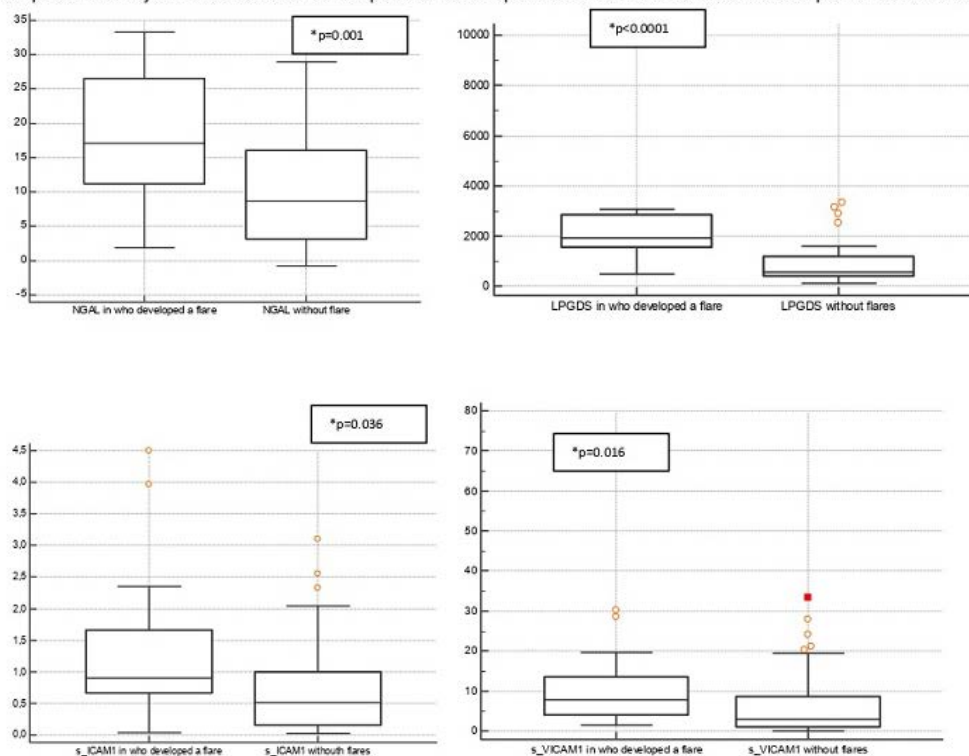 35
30
25
20
15
10
5
0
-5
*p=0.001
NGAL in who developed a flare
NGAL without flare
10000
8000
6000
4000
2000
0
*p<0.0001
LPGDS in who developed a flare
LPGDS without flares
4,5
4,0
3,5
3,0
2,5
2,0
1,5
1,0
0,5
0,0
*p=0.036
s_ICAM1 in who developed a flare
s_ICAM1 withouth flares
80
70
60
50
40
30
20
10
0
*p=0.016
s_VICAM1 in who developed a flare
s_VICAM1 without flares